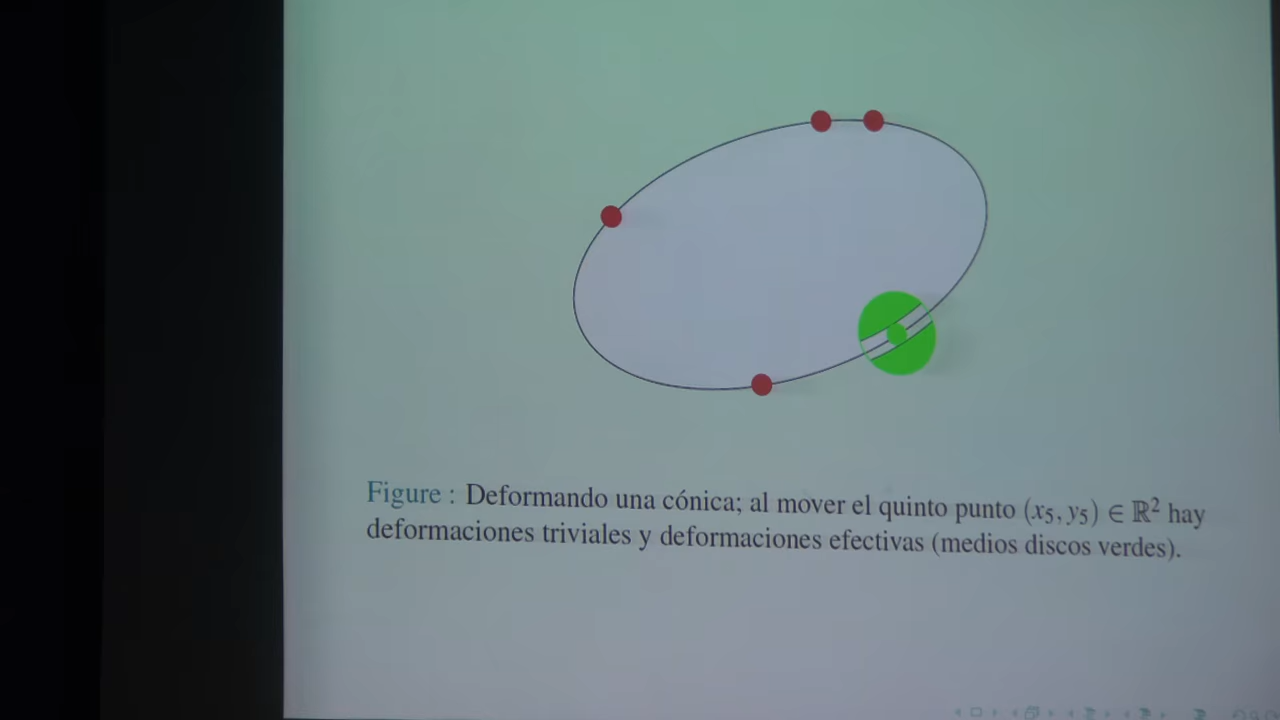 Figure : Deformando una cónica; al mover el quinto punto (x₅, y₅) ∈ ℝ² hay
deformaciones triviales y deformaciones efectivas (medios discos verdes).